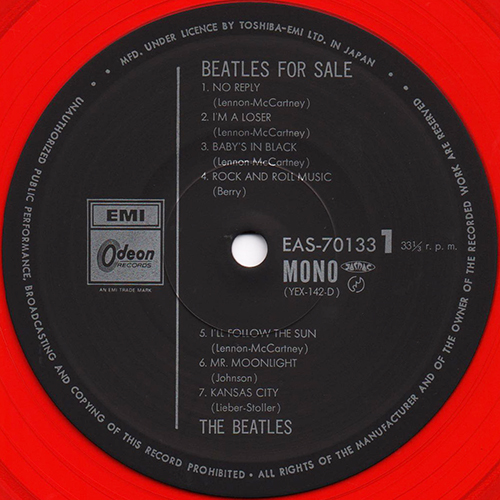 MFD. UNDER LICENCE BY TOSHIBA-EMI LTD. IN JAPAN •
UNAUTHORIZED PUBLIC PERFORMANCE, BROADCASTING AND COPYING OF THIS RECORD PROHIBITED • ALL RIGHTS OF THE MANUFACTURER AND OF THE OWNER OF THE RECORDED WORK ARE RESERVED
BEATLES FOR SALE
1. NO REPLY
(Lennon-McCartney)
2. I'M A LOSER
(Lennon-McCartney)
3. BABY'S IN BLACK
(Lennon-McCartney)
4. ROCK AND ROLL MUSIC
(Berry)
EMI
Odeon
RECORDS
AN EMI TRADE MARK
EAS-70133 1 33⅓ r. p. m.
MONO JASRAC
(YEX-142-D)
5. I'LL FOLLOW THE SUN
(Lennon-McCartney)
6. MR. MOONLIGHT
(Johnson)
7. KANSAS CITY
(Lieber-Stoller)
THE BEATLES